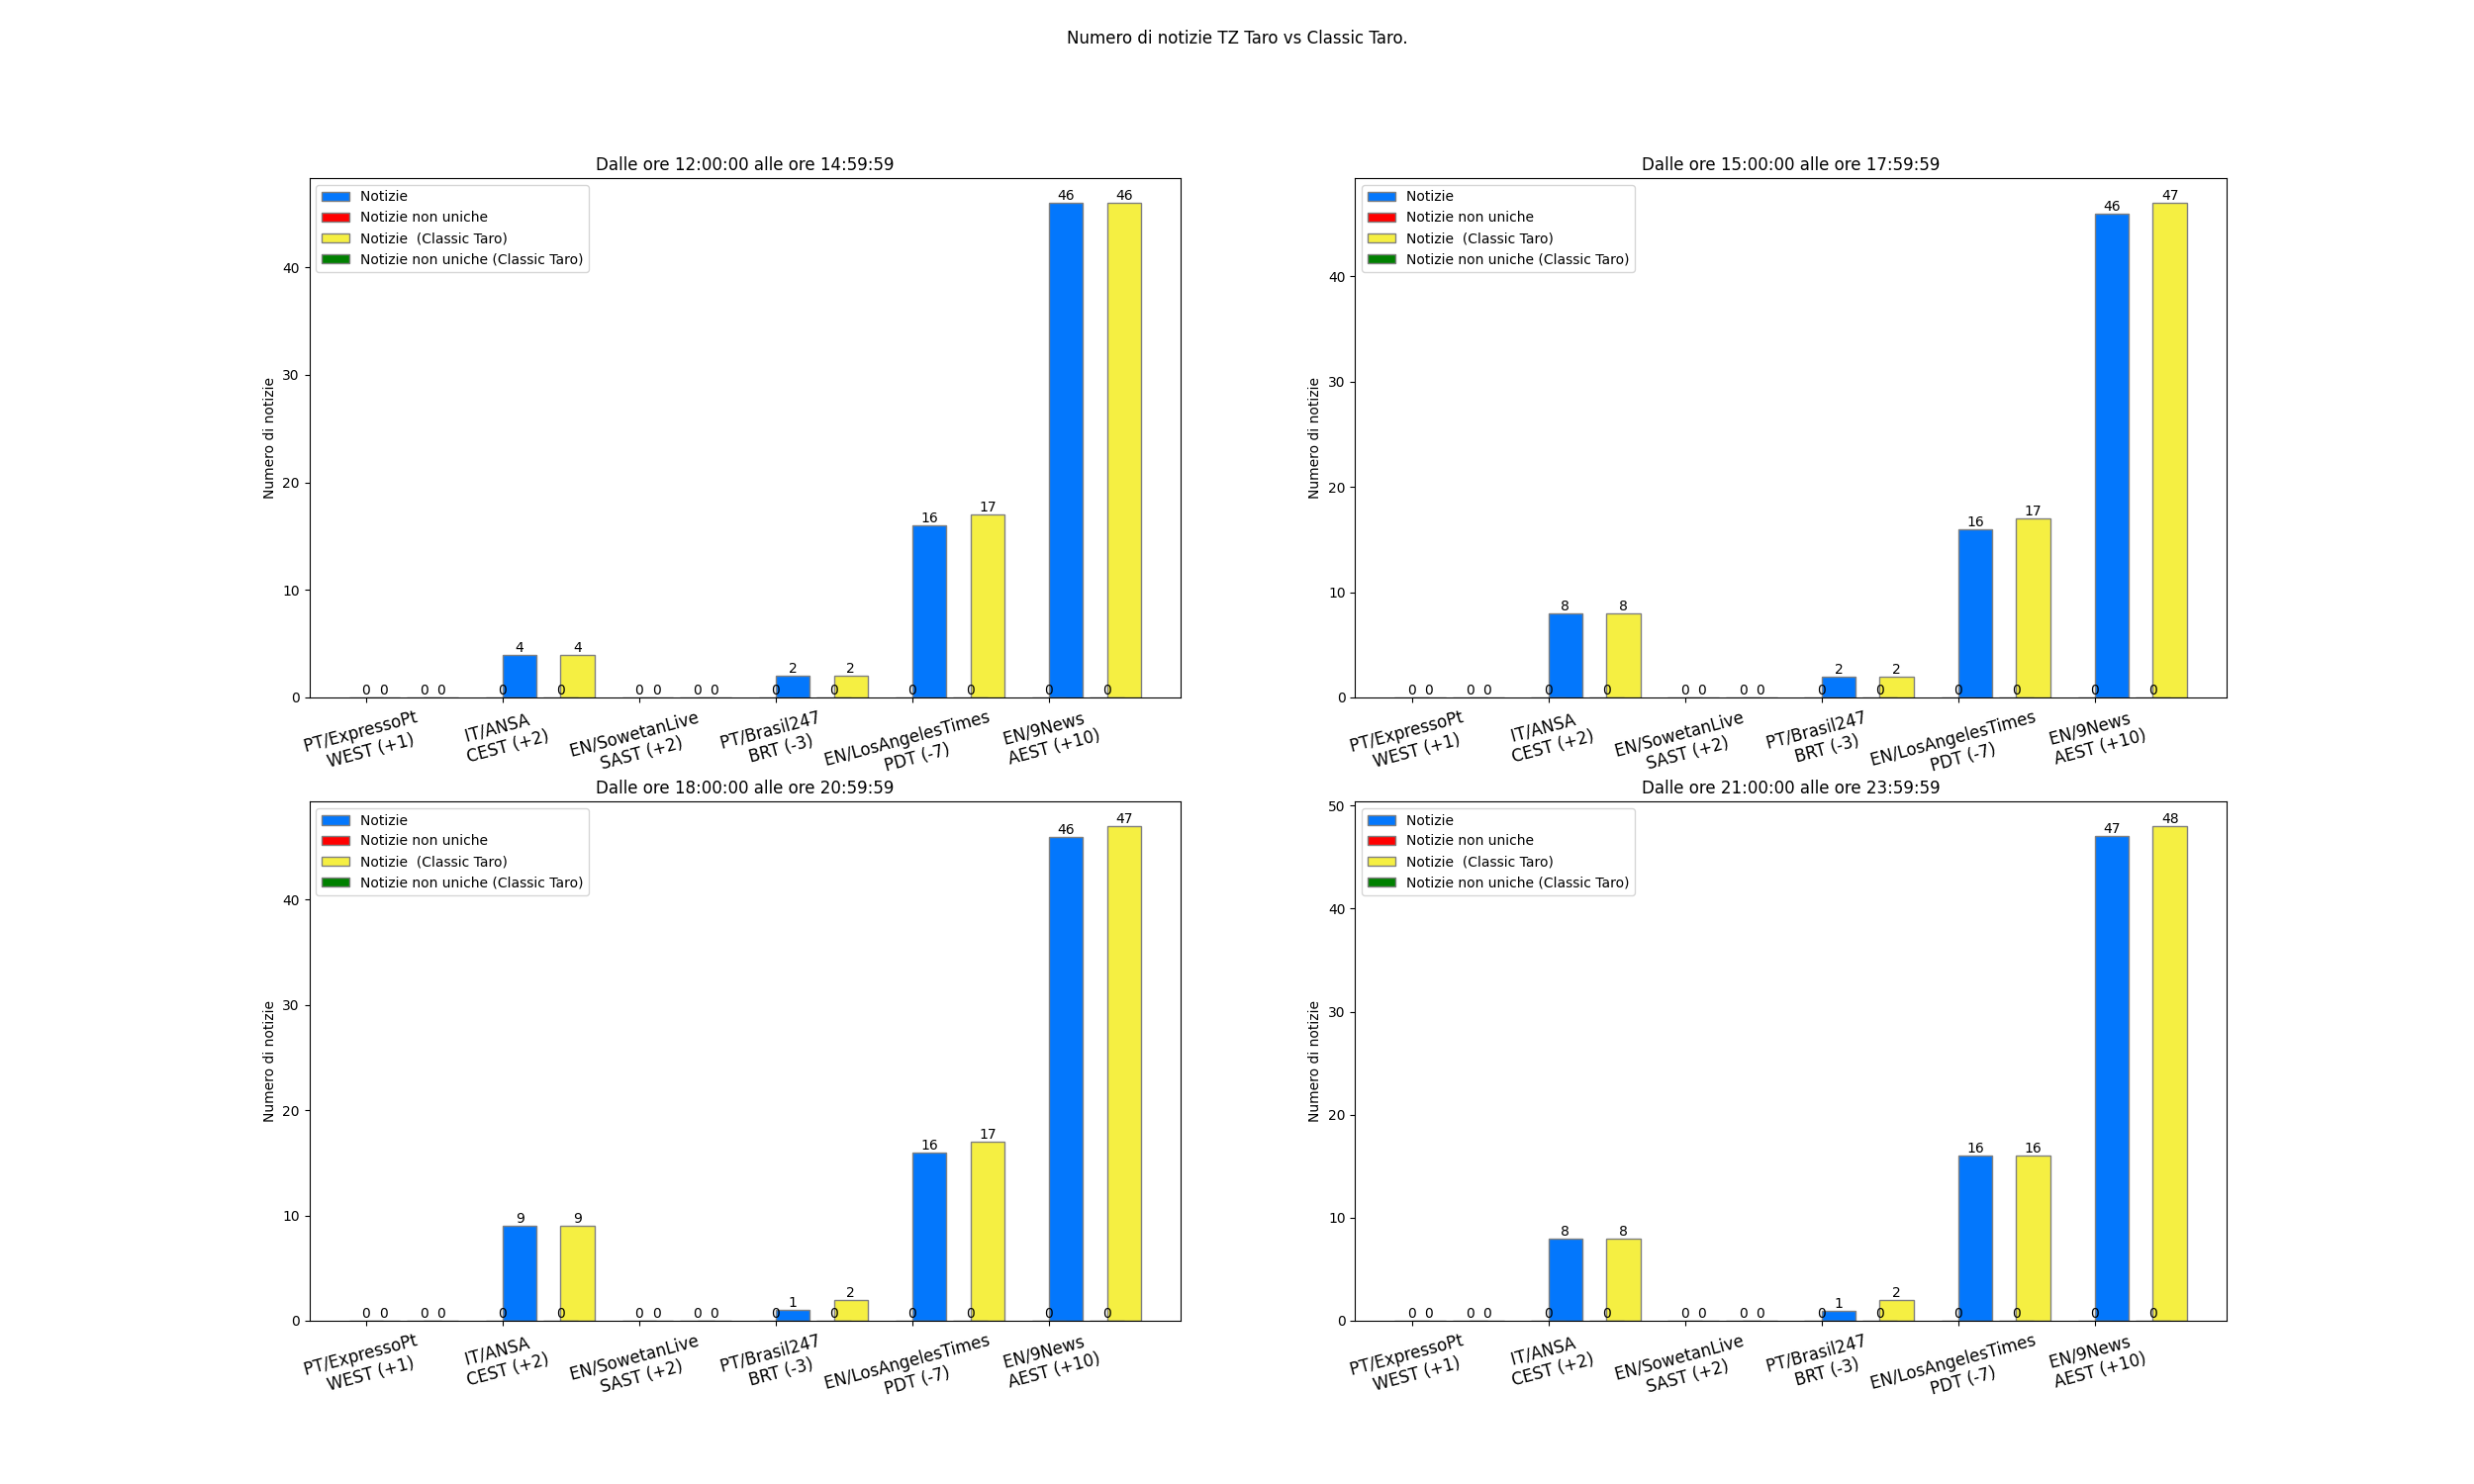 Numero di notizie TZ Taro vs Classic Taro.
Dalle ore 12:00:00 alle ore 14:59:59
Notizie
Notizie non uniche
Notizie  (Classic Taro)
Notizie non uniche (Classic Taro)
Numero di notizie
40
30
20
10
0
0 0 0 0 0 4 0 4 0 0 0 0 0 2 0 2 0 16 0 17 0 46 0 46
PT/ExpressoPt
WEST (+1)
IT/ANSA
CEST (+2)
EN/SowetanLive
SAST (+2)
PT/Brasil247
BRT (-3)
EN/LosAngelesTimes
PDT (-7)
EN/9News
AEST (+10)
Dalle ore 15:00:00 alle ore 17:59:59
Notizie
Notizie non uniche
Notizie  (Classic Taro)
Notizie non uniche (Classic Taro)
Numero di notizie
40
30
20
10
0
0 0 0 0 0 8 0 8 0 0 0 0 0 2 0 2 0 16 0 17 0 46 0 47
PT/ExpressoPt
WEST (+1)
IT/ANSA
CEST (+2)
EN/SowetanLive
SAST (+2)
PT/Brasil247
BRT (-3)
EN/LosAngelesTimes
PDT (-7)
EN/9News
AEST (+10)
Dalle ore 18:00:00 alle ore 20:59:59
Notizie
Notizie non uniche
Notizie  (Classic Taro)
Notizie non uniche (Classic Taro)
Numero di notizie
40
30
20
10
0
0 0 0 0 0 9 0 9 0 0 0 0 0 1 0 2 0 16 0 17 0 46 0 47
PT/ExpressoPt
WEST (+1)
IT/ANSA
CEST (+2)
EN/SowetanLive
SAST (+2)
PT/Brasil247
BRT (-3)
EN/LosAngelesTimes
PDT (-7)
EN/9News
AEST (+10)
Dalle ore 21:00:00 alle ore 23:59:59
Notizie
Notizie non uniche
Notizie  (Classic Taro)
Notizie non uniche (Classic Taro)
Numero di notizie
50
40
30
20
10
0
0 0 0 0 0 8 0 8 0 0 0 0 0 1 0 2 0 16 0 16 0 47 0 48
PT/ExpressoPt
WEST (+1)
IT/ANSA
CEST (+2)
EN/SowetanLive
SAST (+2)
PT/Brasil247
BRT (-3)
EN/LosAngelesTimes
PDT (-7)
EN/9News
AEST (+10)